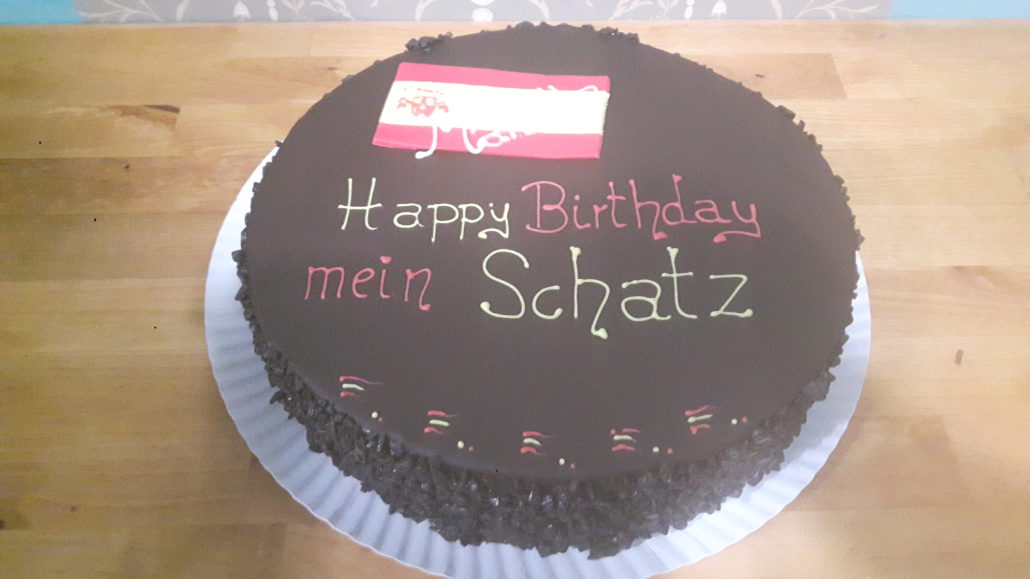 Happy Birthday
mein Schatz